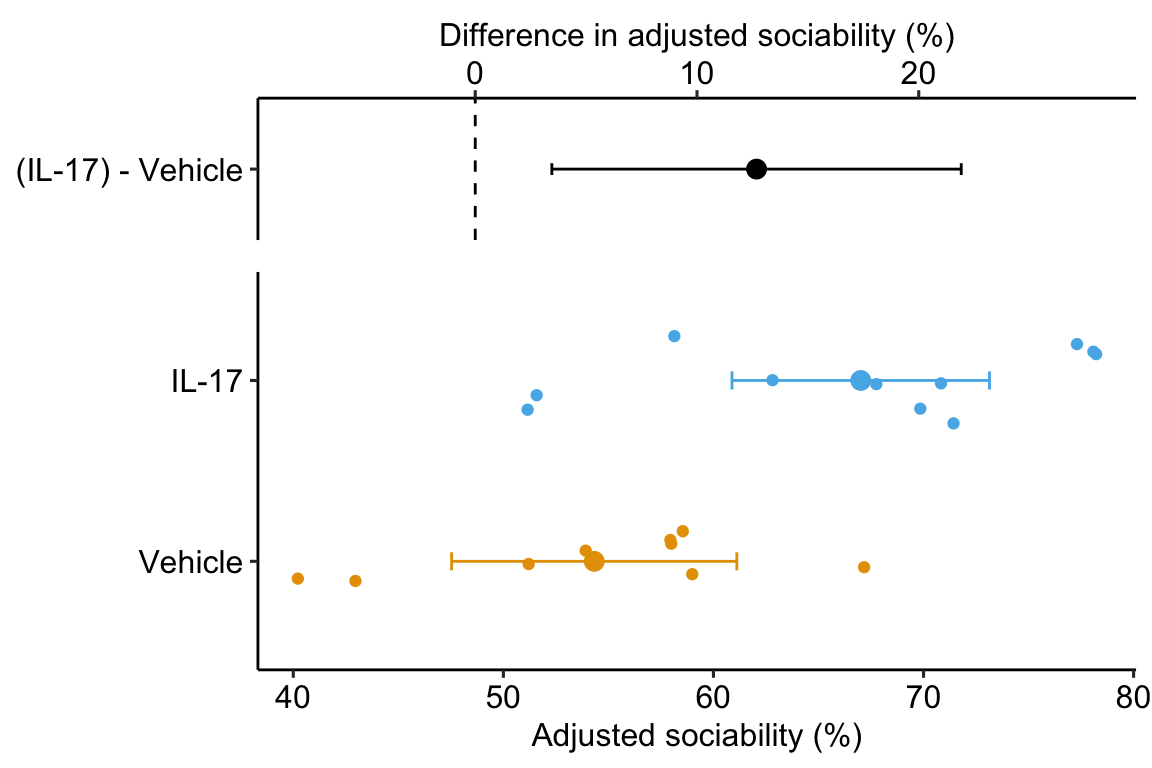 Difference in adjusted sociability (%)
0 10 20
(IL-17) - Vehicle
IL-17
Vehicle
40 50 60 70 80
Adjusted sociability (%)